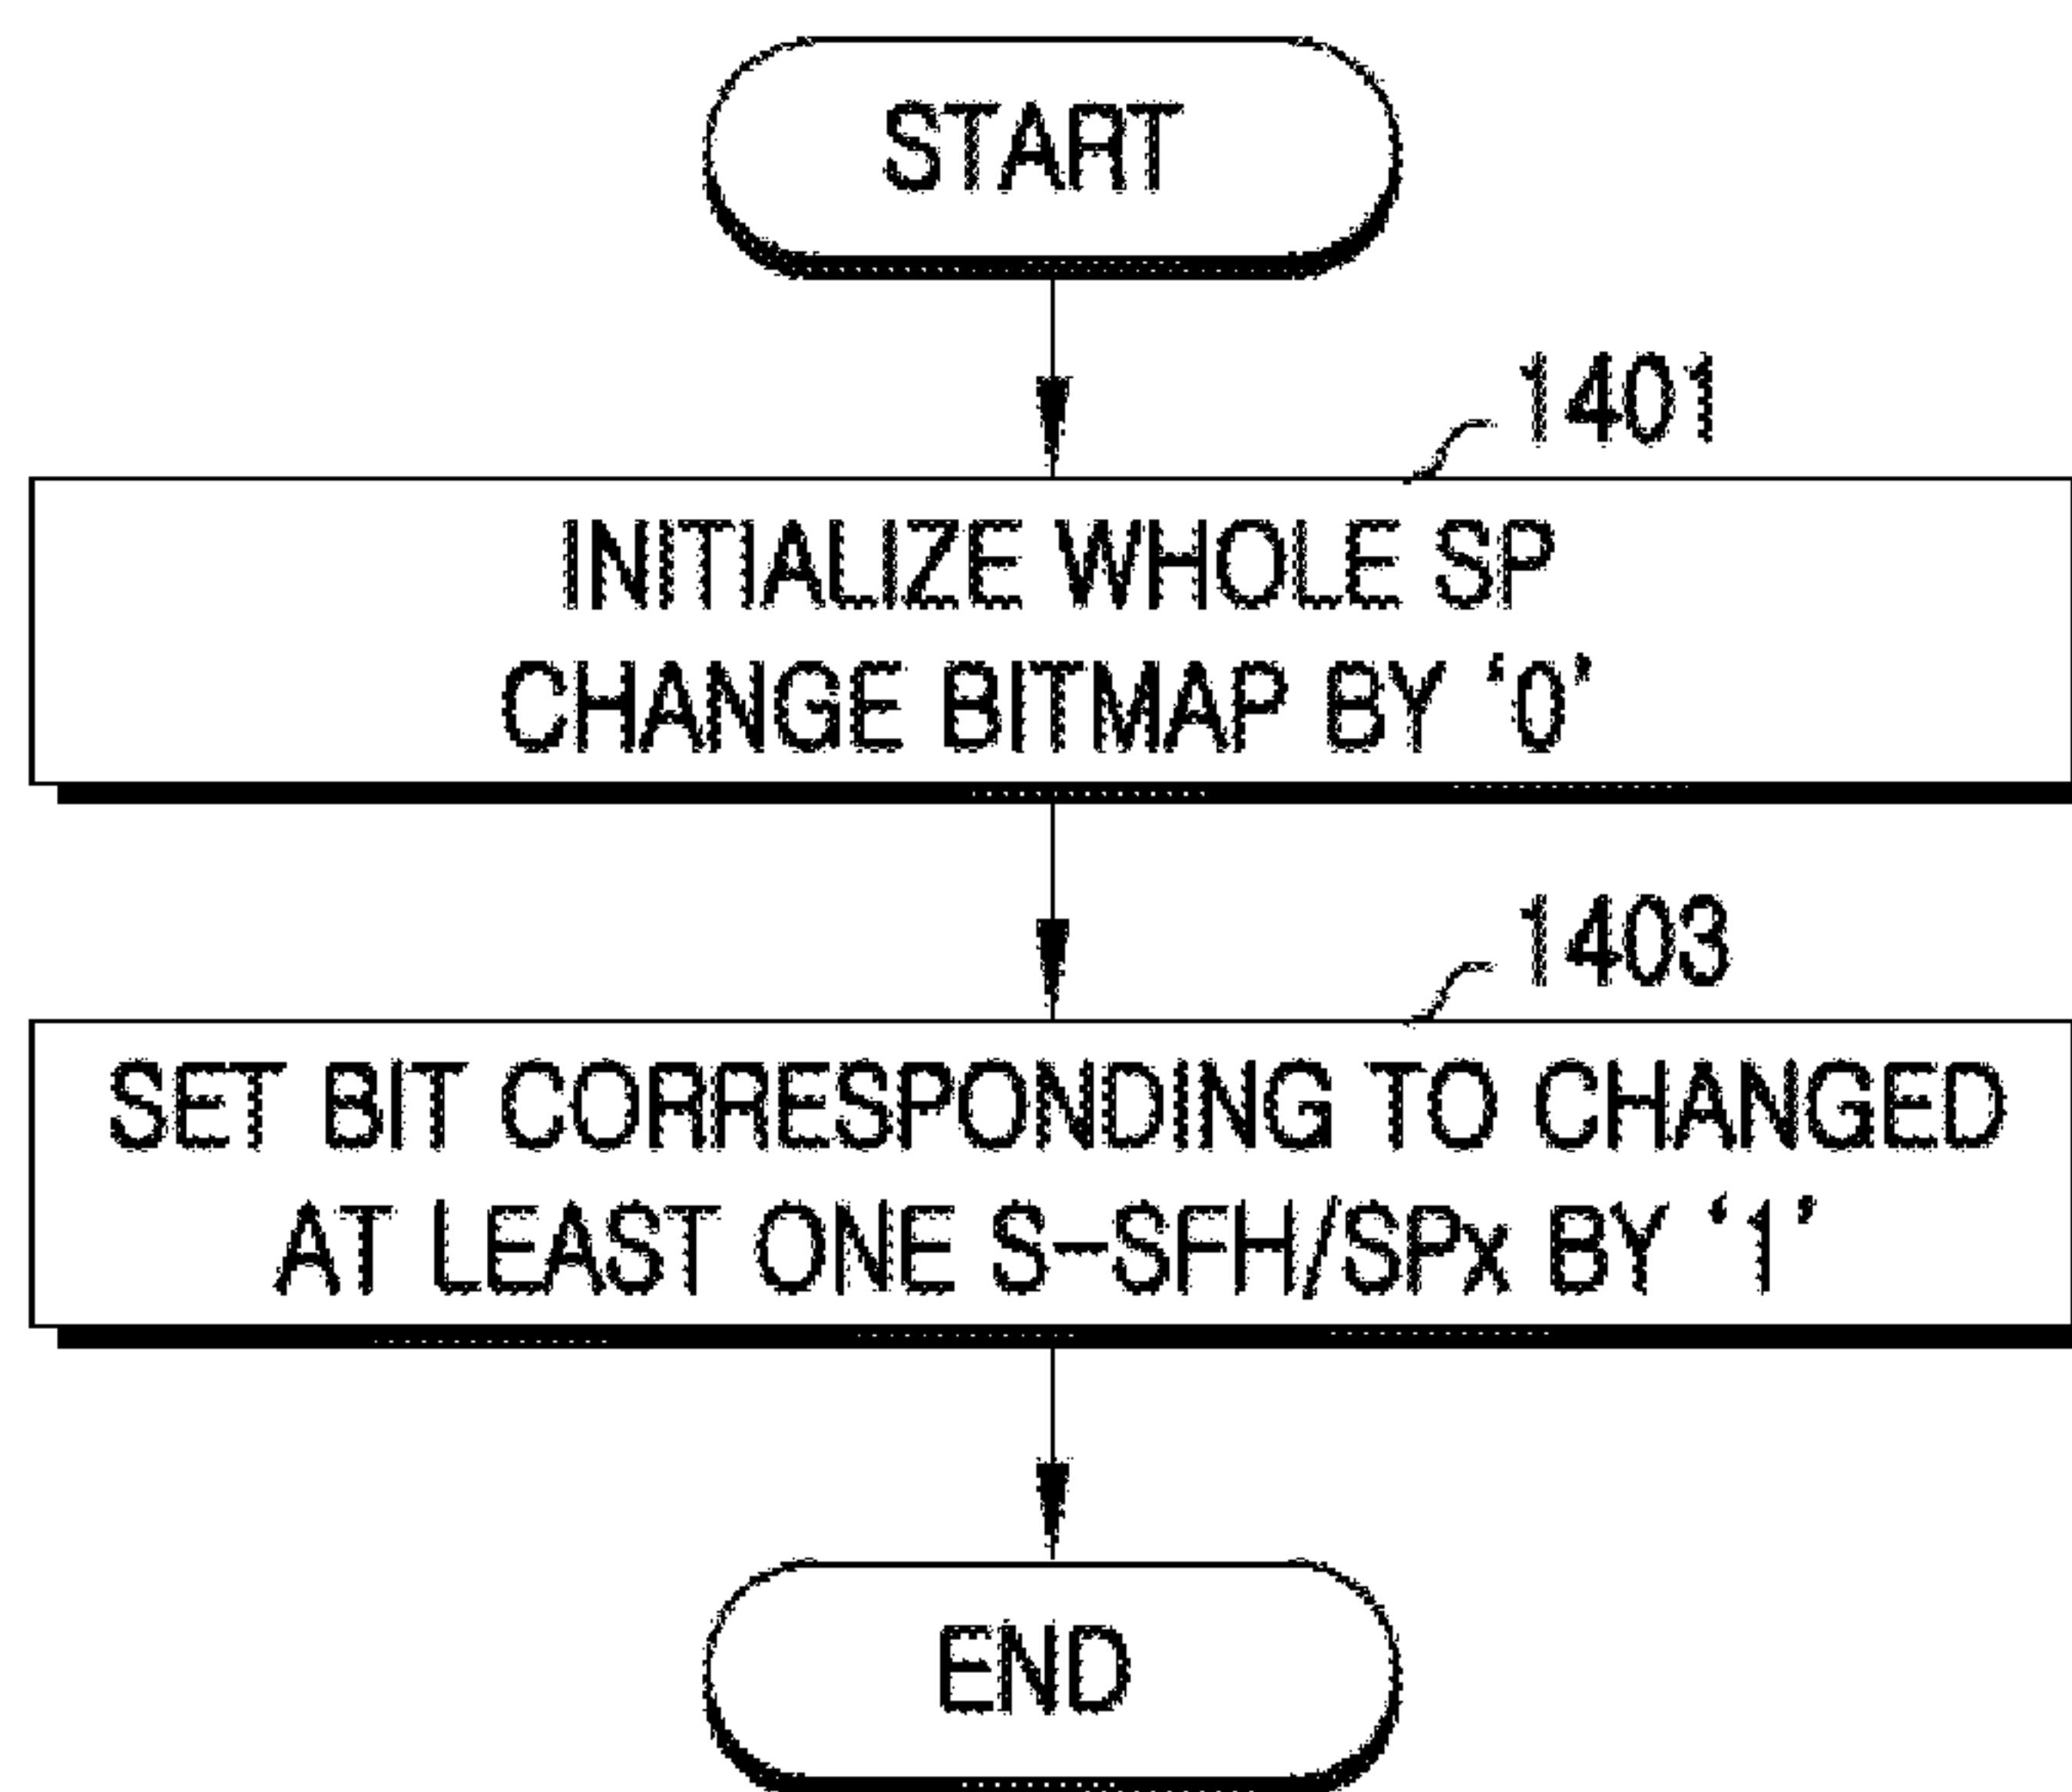 START
1401
INITIALIZE WHOLE SP
CHANGE BITMAP BY ‘0’
1403
SET BIT CORRESPONDING TO CHANGED
AT LEAST ONE S-SFH/SPx BY ‘1’
END